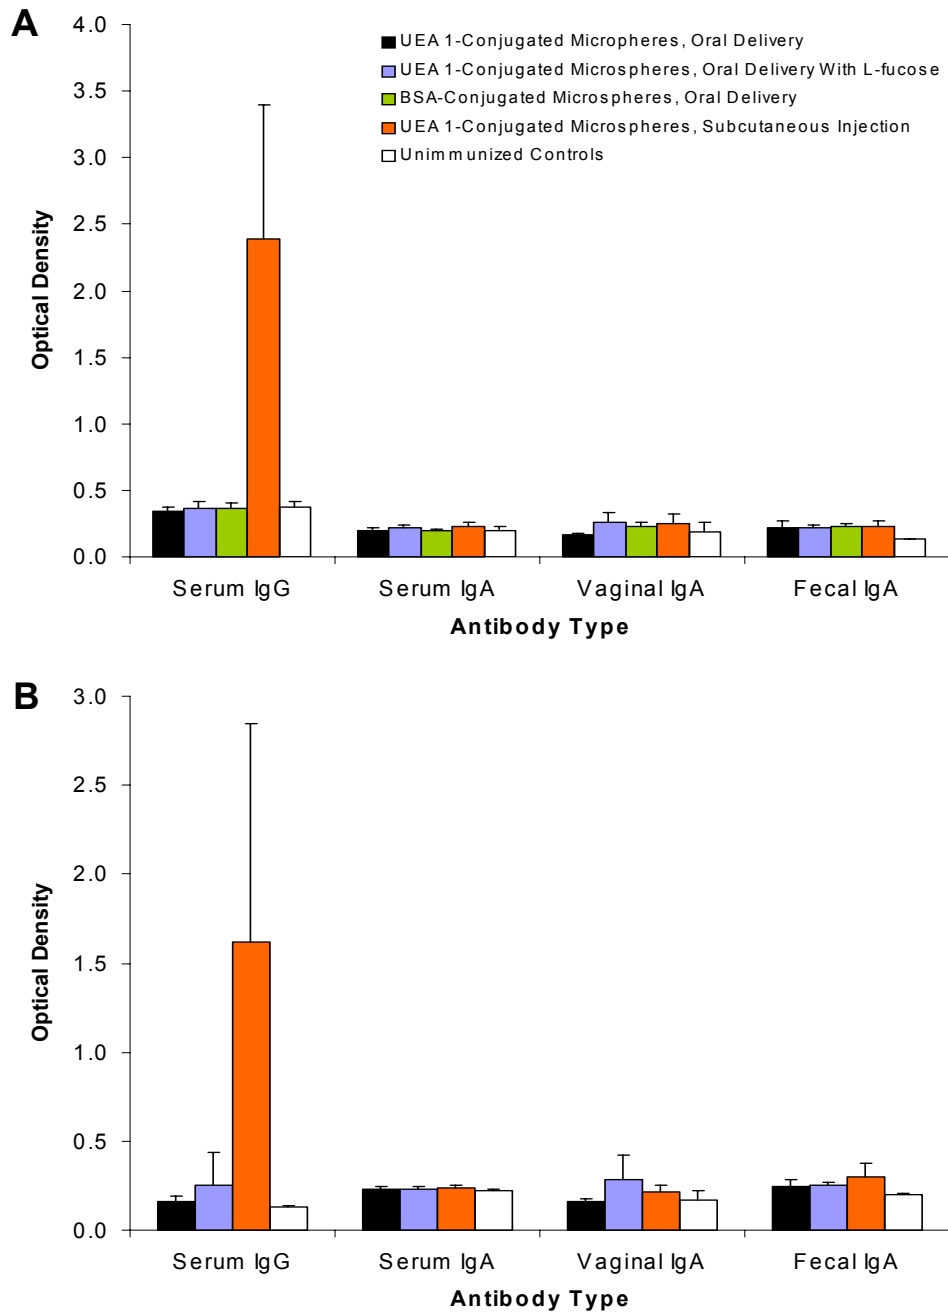 A
4.0
UEA 1-Conjugated Micropheres, Oral Delivery
UEA 1-Conjugated Microspheres, Oral Delivery With L-fucose
3.5
BSA-Conjugated Microspheres, Oral Delivery
UEA 1-Conjugated Microspheres, Subcutaneous Injection
3.0
Unimmunized Controls
2.5
2.0
1.5
1.0
0.5
0.0
Optical Density
Serum IgG Serum IgA Vaginal IgA Fecal IgA
Antibody Type
B
3.0
2.5
2.0
1.5
1.0
0.5
0.0
Optical Density
Serum IgG Serum IgA Vaginal IgA Fecal IgA
Antibody Type